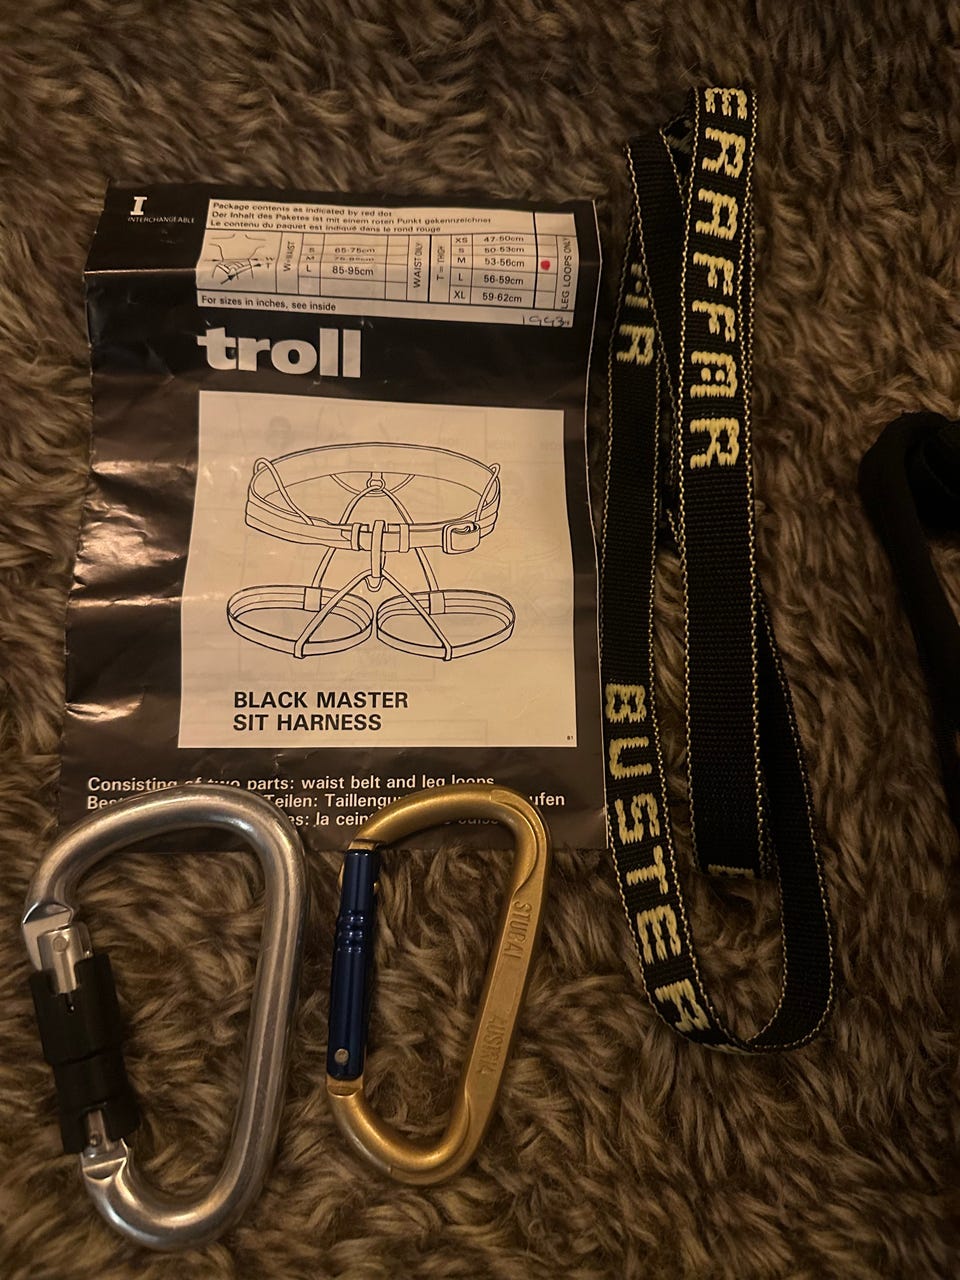 I
INTERCHANGEABLE
Package contents as indicated by red dot
Der Inhalt des Paketes ist mit einem roten Punkt gekennzeichnet
Le contenu du paquet est indiqué dans le rond rouge
W=WAIST
S 65-75cm
M
L 85-95cm
WAIST ONLY
T = THIGH
XS 47-50cm
S 50-53cm
M 53-56cm
L 56-59cm
XL 59-62cm
LEG LOOPS ONLY
T
For sizes in inches, see inside
troll
BLACK MASTER
SIT HARNESS
Consisting of two parts: waist belt and leg loops
Teilen:
la
STUBAI
AUSTRIA
BUSTER